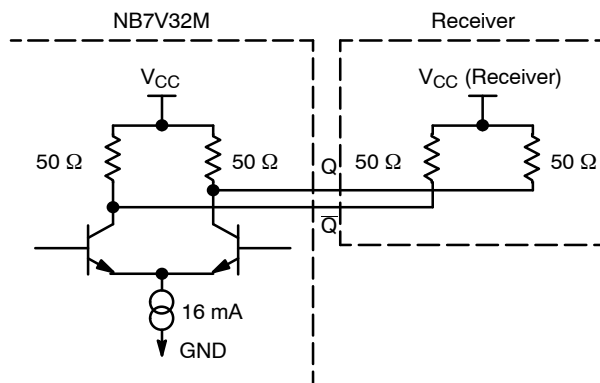 NB7V32M
Receiver
VCC
VCC (Receiver)
50 Ω
50 Ω
Q
50 Ω
50 Ω
Q̅
16 mA
GND